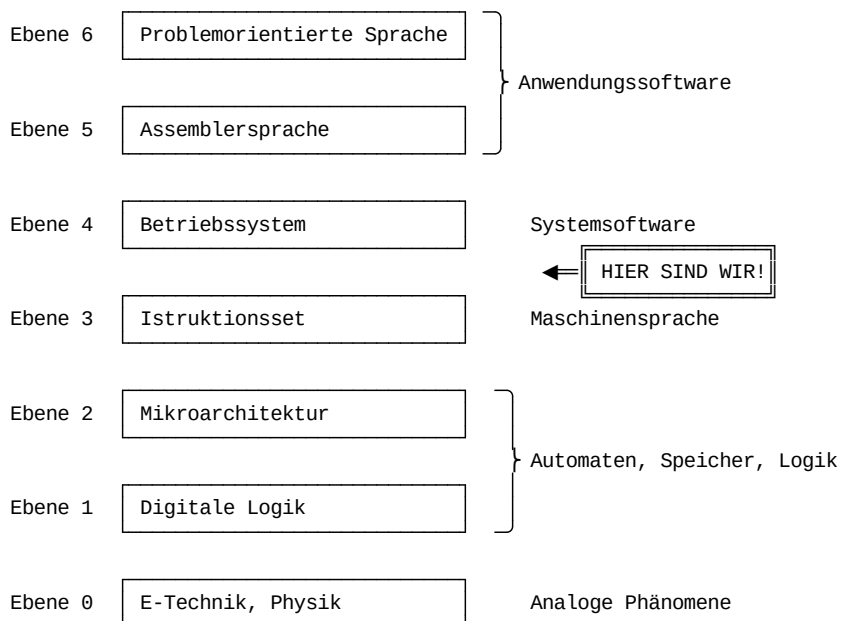 Ebene 6 Problemorientierte Sprache
Anwendungssoftware
Ebene 5 Assemblersprache
Ebene 4 Betriebssystem Systemsoftware
HIER SIND WIR!
Ebene 3 Istruktionsset Maschinensprache
Ebene 2 Mikroarchitektur
Automaten, Speicher, Logik
Ebene 1 Digitale Logik
Ebene 0 E-Technik, Physik Analoge Phänomene